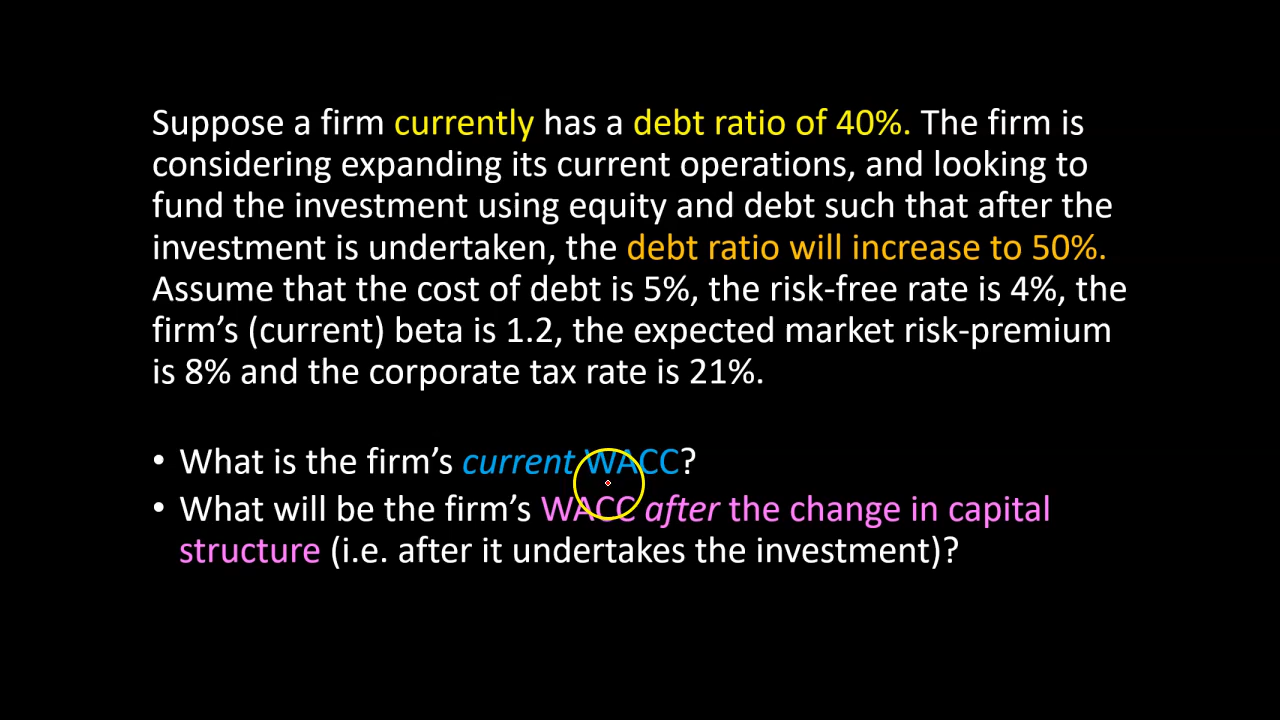 Suppose a firm currently has a debt ratio of 40%. The firm is
considering expanding its current operations, and looking to
fund the investment using equity and debt such that after the
investment is undertaken, the debt ratio will increase to 50%.
Assume that the cost of debt is 5%, the risk-free rate is 4%, the
firm’s (current) beta is 1.2, the expected market risk-premium
is 8% and the corporate tax rate is 21%.
• What is the firm’s current WACC?
• What will be the firm’s WACC after the change in capital
structure (i.e. after it undertakes the investment)?